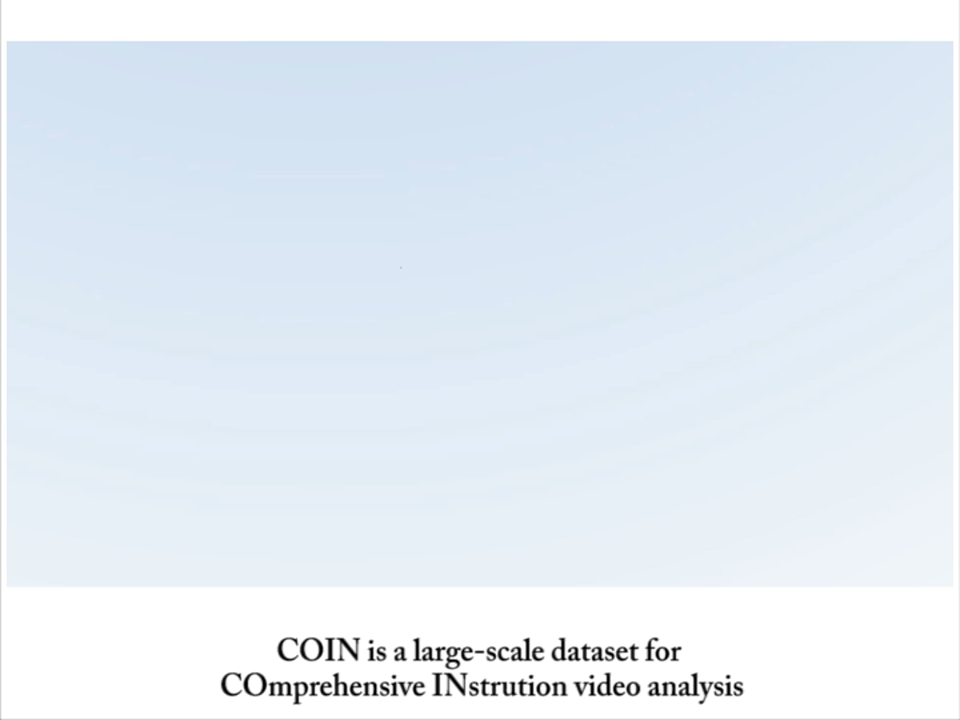 COIN is a large-scale dataset for
COmprehensive INstrution video analysis